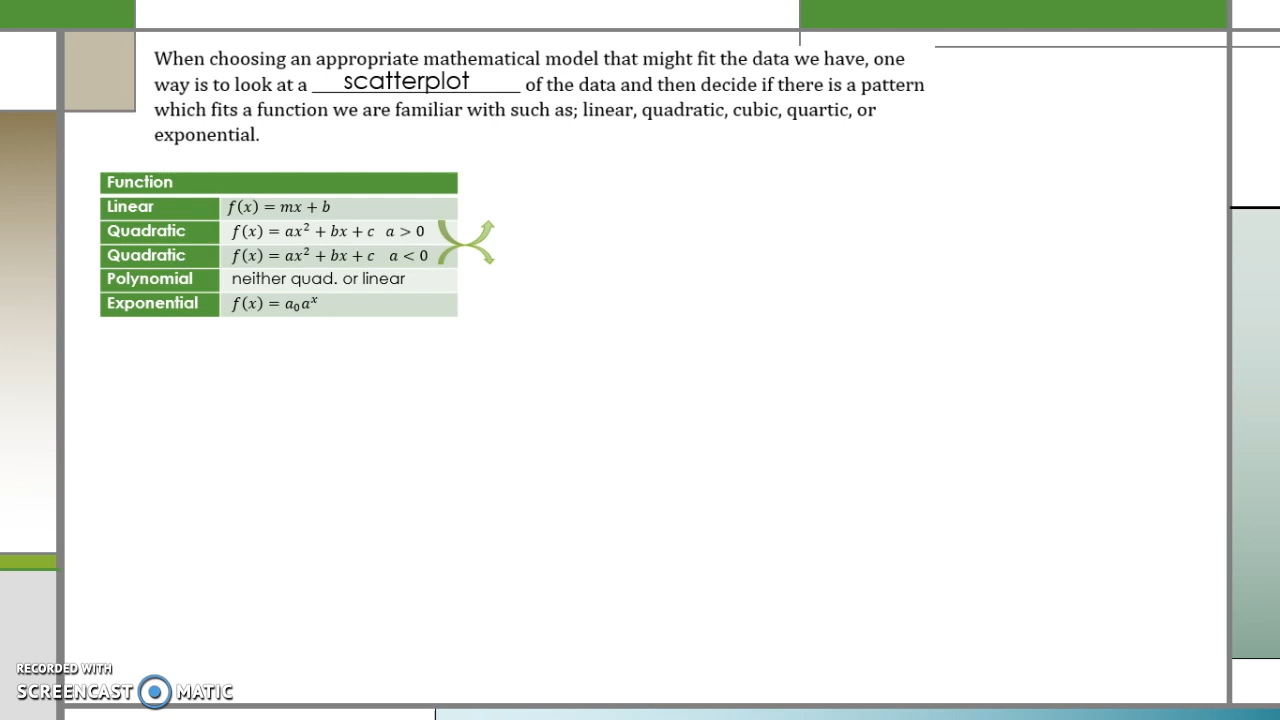 When choosing an appropriate mathematical model that might fit the data we have, one
way is to look at a scatterplot of the data and then decide if there is a pattern
which fits a function we are familiar with such as; linear, quadratic, cubic, quartic, or
exponential.
Function
Linear f(x) = mx + b
Quadratic f(x) = ax² + bx + c a > 0
Quadratic f(x) = ax² + bx + c a < 0
Polynomial neither quad. or linear
Exponential f(x) = a₀aˣ
RECORDED WITH
SCREENCAST MATIC